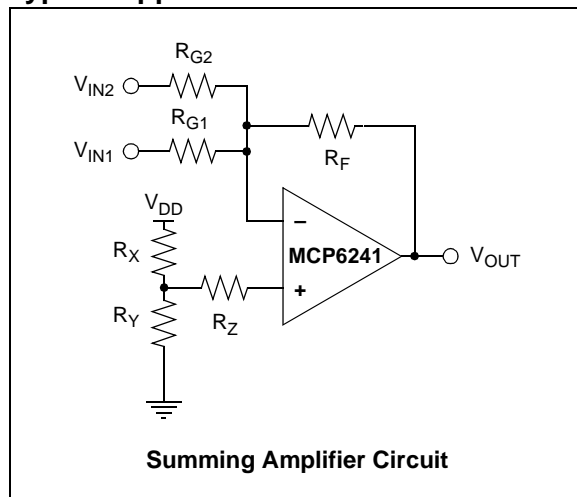 R_G2
V_IN2
R_G1
V_IN1
R_F
V_DD
–
MCP6241
V_OUT
R_X
+
R_Y
R_Z
Summing Amplifier Circuit